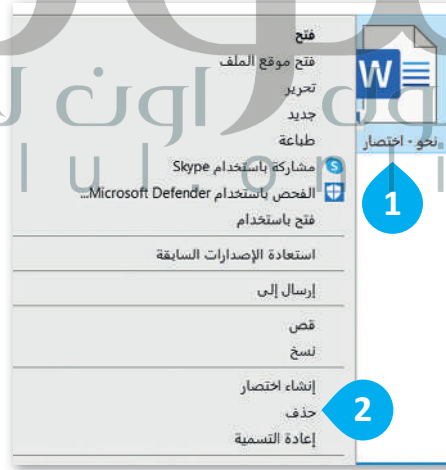 فتح
فتح موقع الملف
تحرير
جديد
طباعة
مشاركة باستخدام Skype
الفحص باستخدام Microsoft Defender...
فتح باستخدام
استعادة الإصدارات السابقة
إرسال إلى
قص
نسخ
إنشاء اختصار
حذف
إعادة التسمية
W
نحو - اختصار
1
2